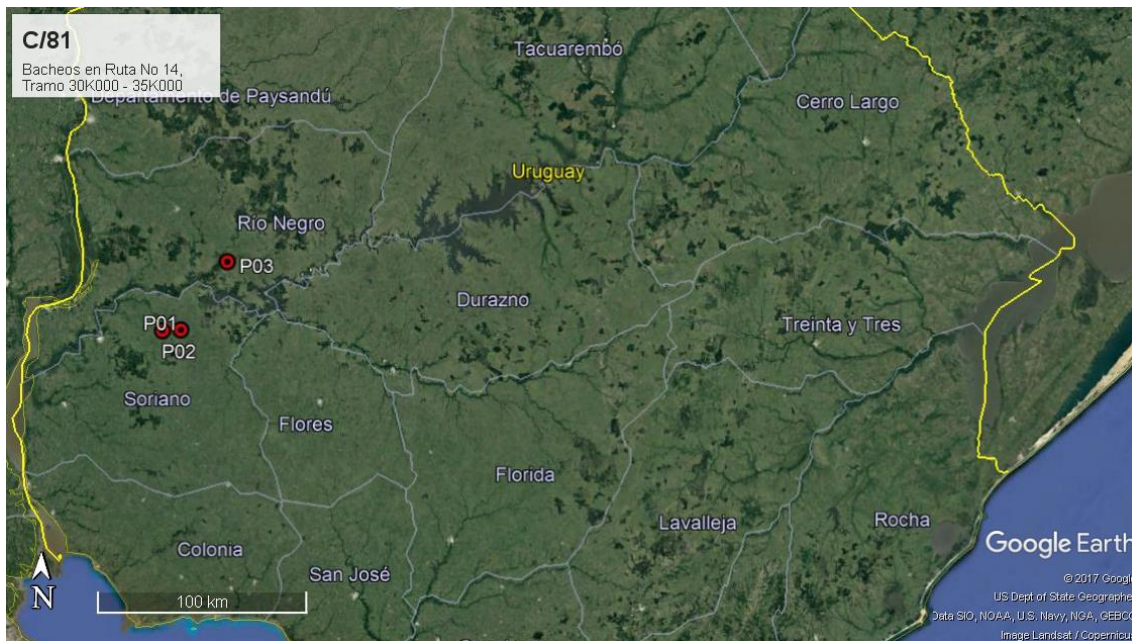 C/81
Bacheos en Ruta No 14,
Tramo 30K000 - 35K000
Tacuarembó
Departamento de Paysandú
Cerro Largo
Uruguay
Río Negro
P03
Durazno
P01
Treinta y Tres
P02
Soriano
Flores
Florida
Lavalleja
Rocha
Colonia
San José
Google Earth
N
100 km
© 2017 Google
US Dept of State Geographer
Data SIO, NOAA, U.S. Navy, NGA, GEBCO
Image Landsat / Copernicus